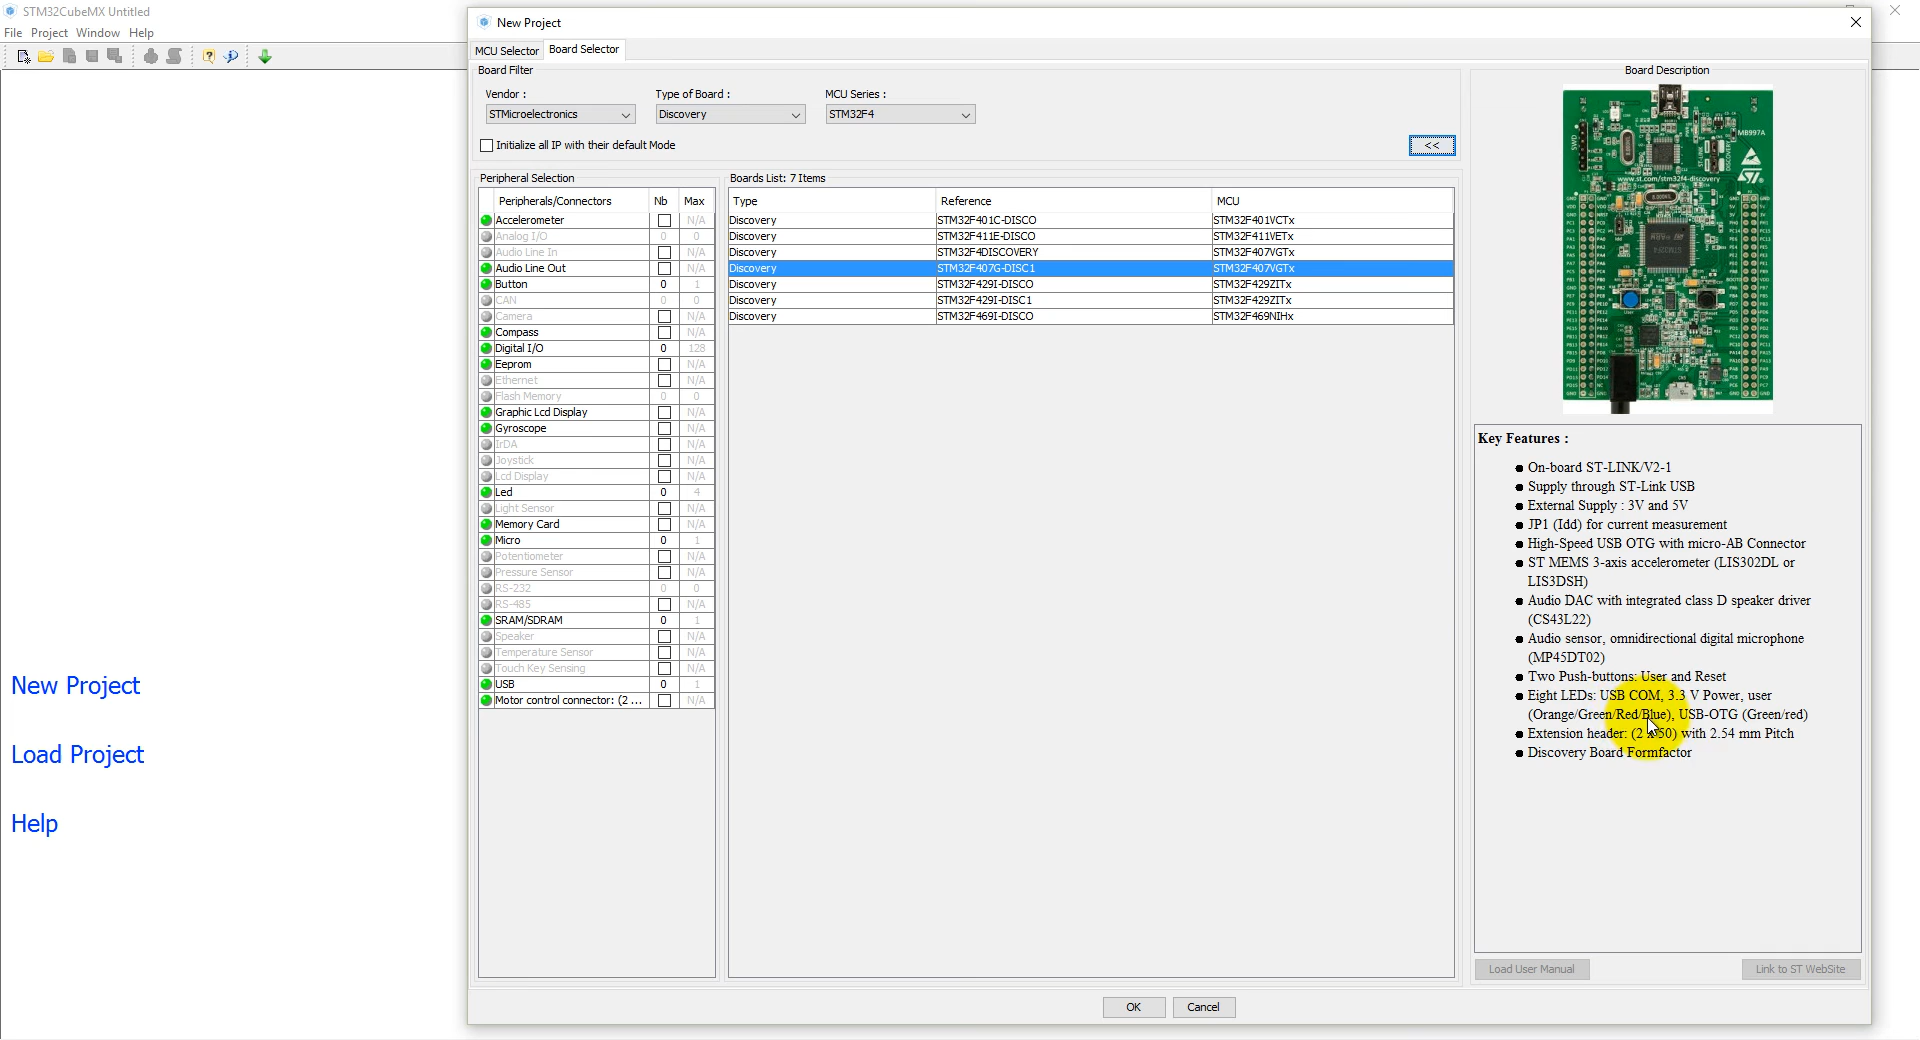 STM32CubeMX Untitled
File Project Window Help
New Project
MCU Selector Board Selector
Board Filter
Vendor : Type of Board : MCU Series :
STMicroelectronics Discovery STM32F4
Initialize all IP with their default Mode
<<
Peripheral Selection
Peripherals/Connectors Nb Max
Accelerometer N/A
Analog I/O 0 0
Audio Line In N/A
Audio Line Out N/A
Button 0 1
CAN 0 0
Camera N/A
Compass N/A
Digital I/O 0 128
Eeprom N/A
Ethernet N/A
Flash Memory 0 0
Graphic Lcd Display N/A
Gyroscope N/A
IrDA N/A
Joystick N/A
Lcd Display N/A
Led 0 4
Light Sensor N/A
Memory Card N/A
Micro 0 1
Potentiometer N/A
Pressure Sensor N/A
RS-232 0 0
RS-485 N/A
SRAM/SDRAM 0 1
Speaker N/A
Temperature Sensor N/A
Touch Key Sensing N/A
USB 0 1
Motor control connector: (2 ... N/A
Boards List: 7 Items
Type Reference MCU
Discovery STM32F401C-DISCO STM32F401VCTx
Discovery STM32F411E-DISCO STM32F411VETx
Discovery STM32F4DISCOVERY STM32F407VGTx
Discovery STM32F407G-DISC1 STM32F407VGTx
Discovery STM32F429I-DISCO STM32F429ZITx
Discovery STM32F429I-DISC1 STM32F429ZITx
Discovery STM32F469I-DISCO STM32F469NIHx
Board Description
MB997A
SWD
ST-LINK
DISCOVERY
www.st.com/stm32f4-discovery
Key Features :
On-board ST-LINK/V2-1
Supply through ST-Link USB
External Supply : 3V and 5V
JP1 (Idd) for current measurement
High-Speed USB OTG with micro-AB Connector
ST MEMS 3-axis accelerometer (LIS302DL or
LIS3DSH)
Audio DAC with integrated class D speaker driver
(CS43L22)
Audio sensor, omnidirectional digital microphone
(MP45DT02)
Two Push-buttons: User and Reset
Eight LEDs: USB COM, 3.3 V Power, user
(Orange/Green/Red/Blue), USB-OTG (Green/red)
Extension header: (2 x 50) with 2.54 mm Pitch
Discovery Board Formfactor
Load User Manual Link to ST WebSite
OK Cancel
New Project
Load Project
Help